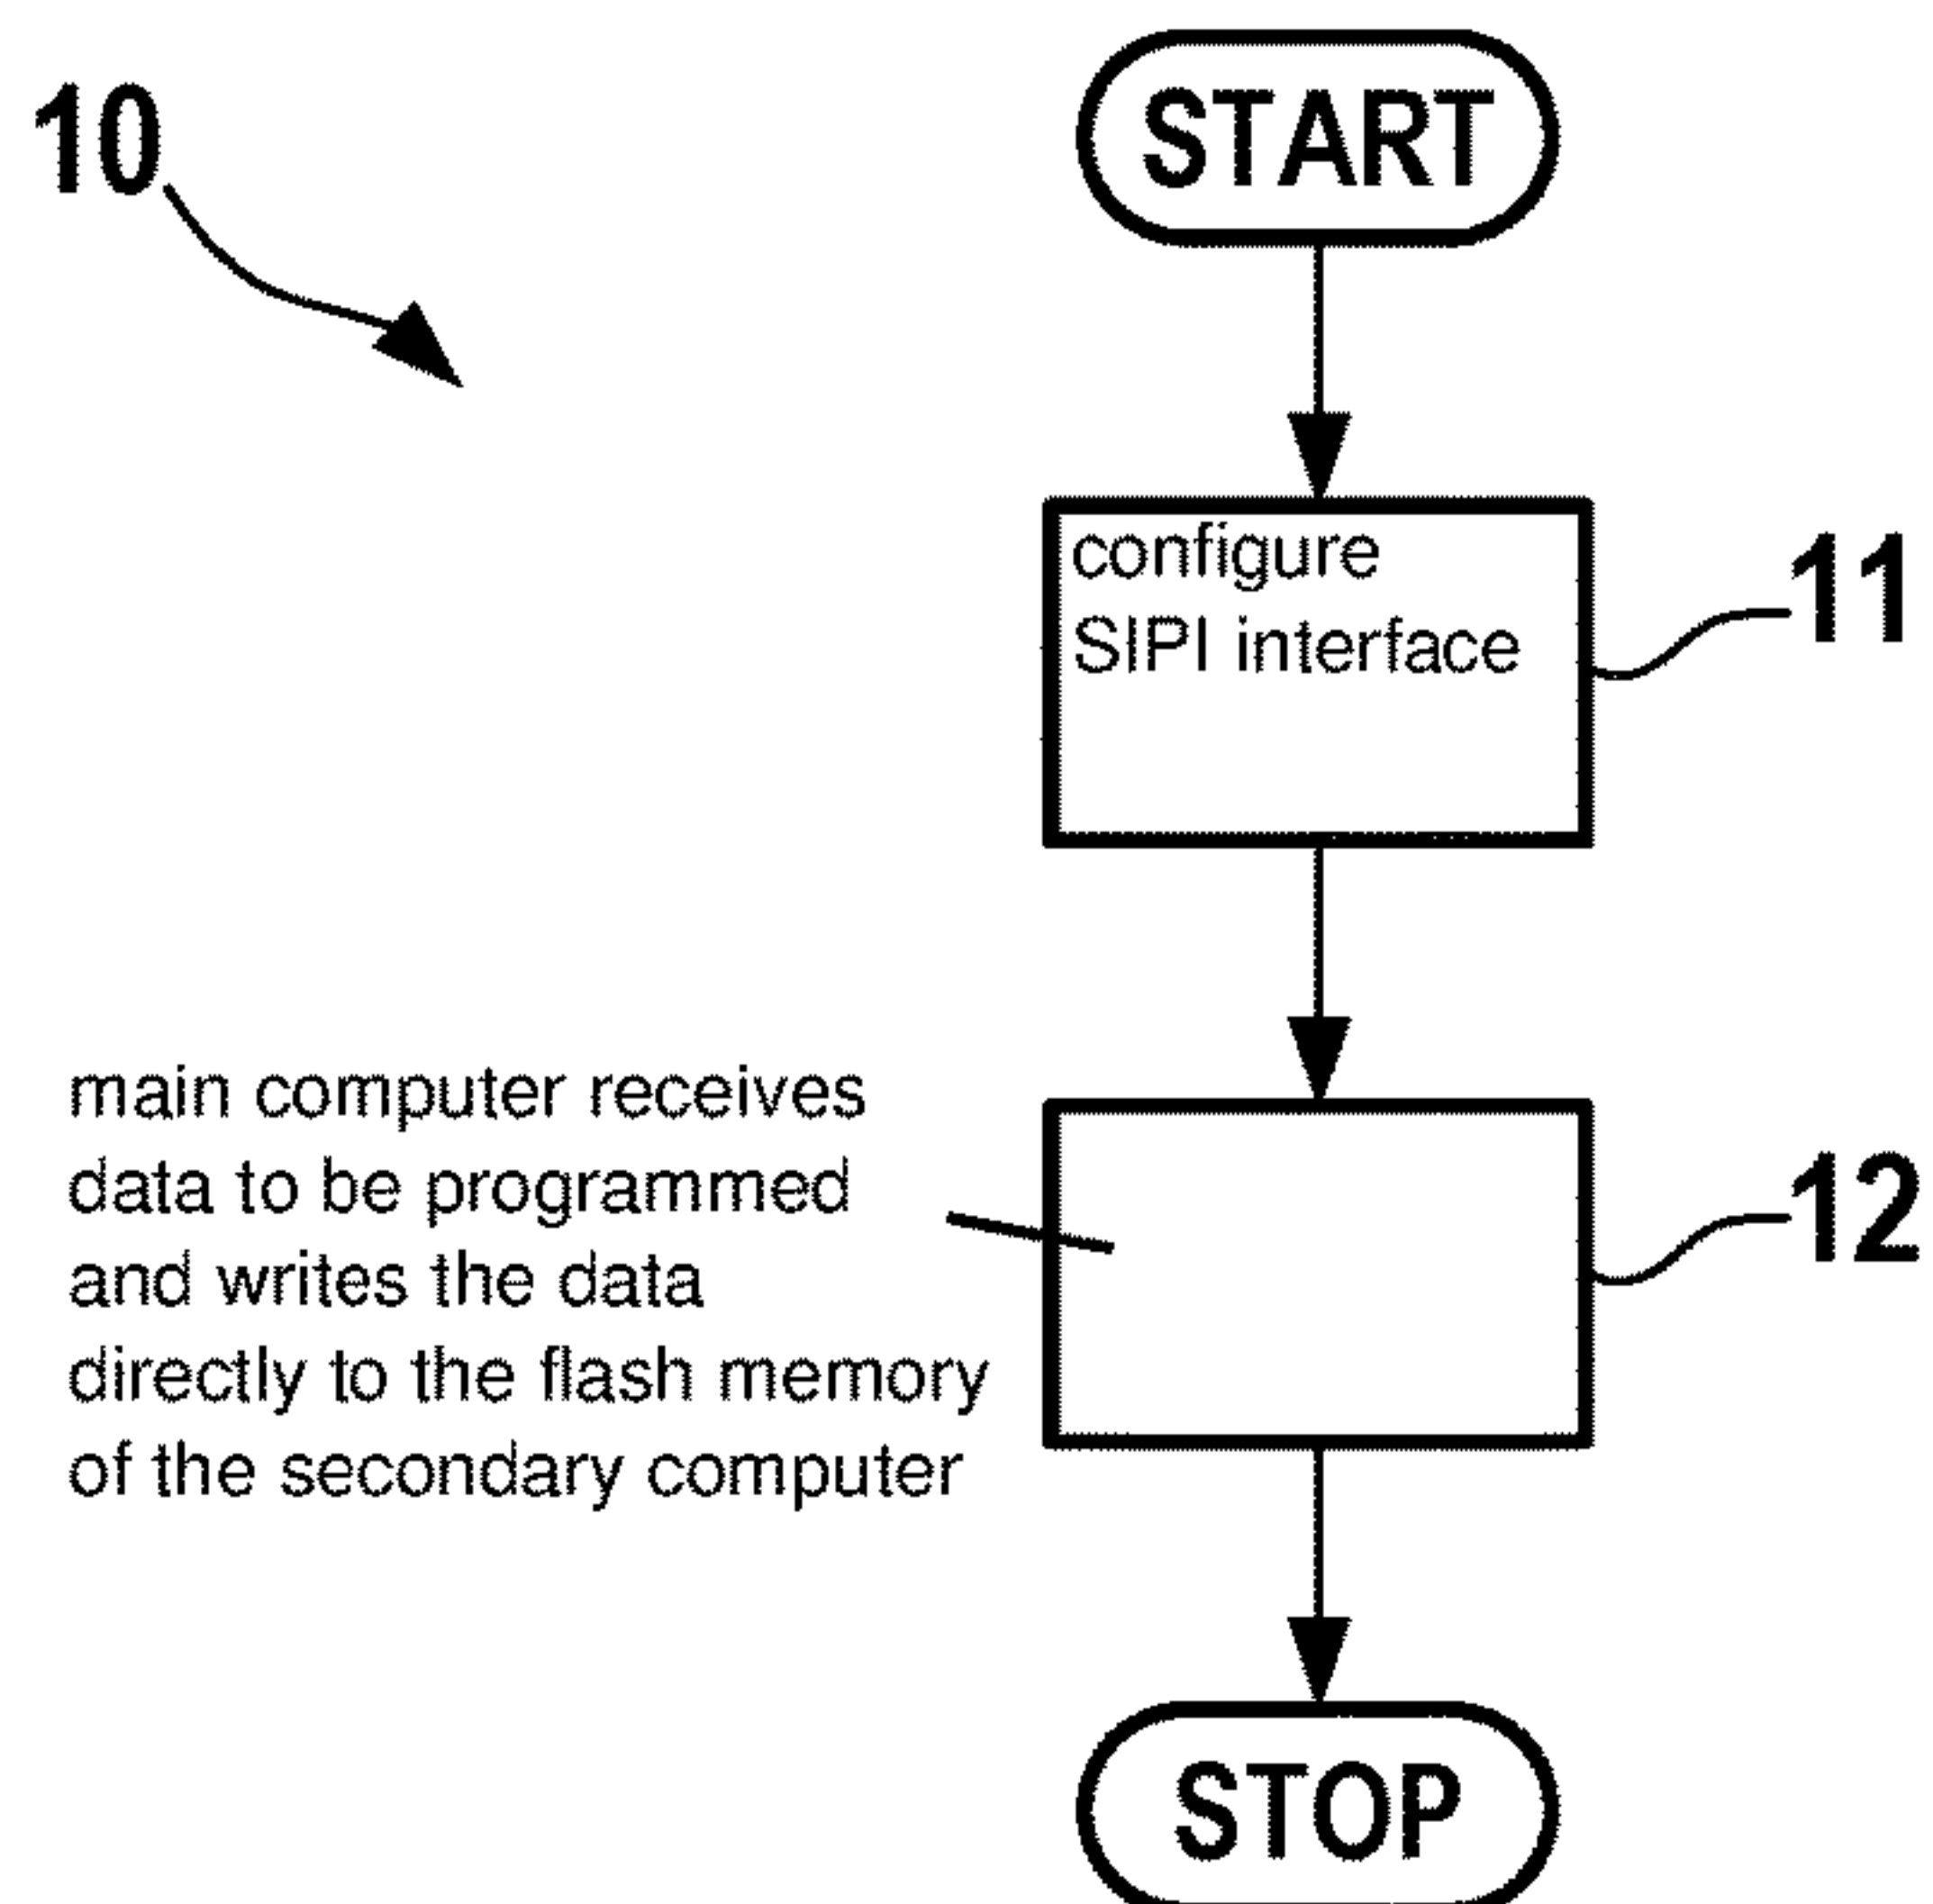 10
START
configure
SIPI interface
11
main computer receives
data to be programmed
and writes the data
directly to the flash memory
of the secondary computer
12
STOP